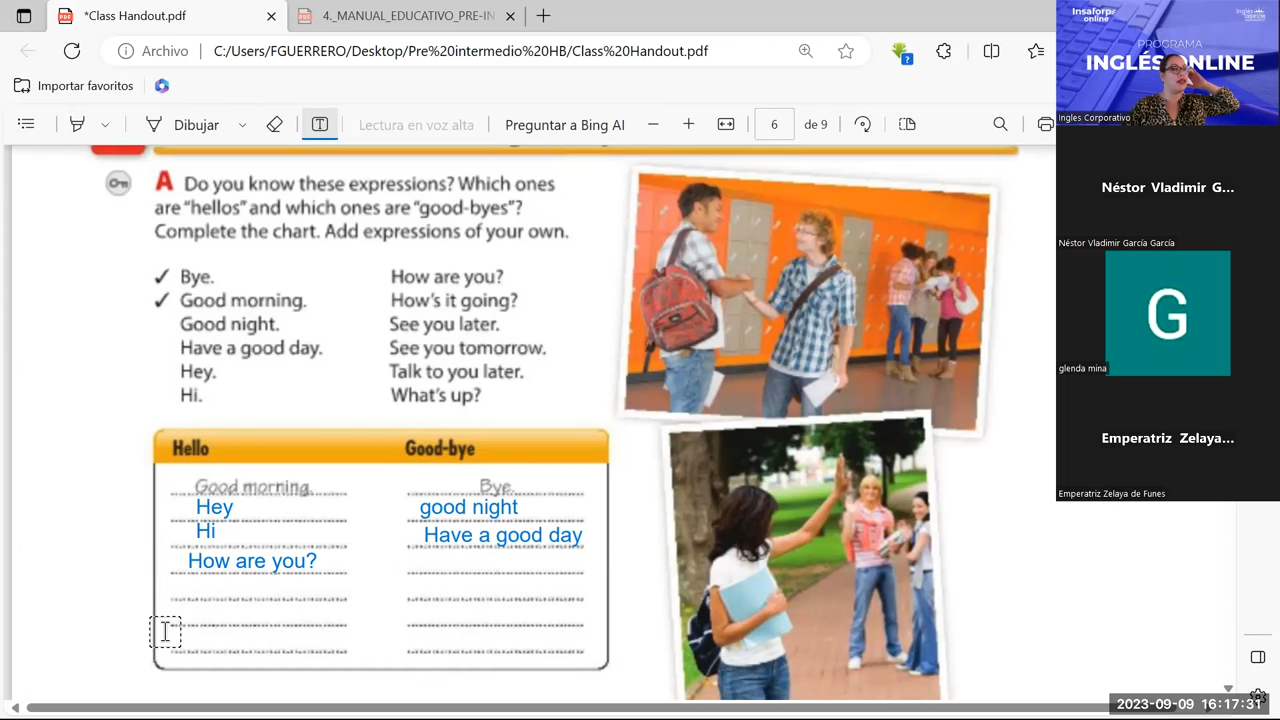 *Class Handout.pdf
4._MANUAL EDUCATIVO_PRE-IN
Archivo
C:/Users/FGUERRERO/Desktop/Pre%20intermedio%20HB/Class%20Handout.pdf
Importar favoritos
Dibujar
Lectura en voz alta
Preguntar a Bing AI
6
de 9
A Do you know these expressions? Which ones
are "hellos" and which ones are "good-byes"?
Complete the chart. Add expressions of your own.
✓ Bye.
How are you?
✓ Good morning.
How's it going?
Good night.
See you later.
Have a good day.
See you tomorrow.
Hey.
Talk to you later.
Hi.
What's up?
Hello
Good-bye
Good morning.
Bye.
Hey
good night
Hi
Have a good day
How are you?
Insaforp
online
PROGRAMA
INGLÉS ONLINE
Ingles Corporativo
Néstor Vladimir G...
Néstor Vladimir García García
G
glenda mina
Emperatriz Zelaya...
Emperatriz Zelaya de Funes
2023-09-09 16:17:31